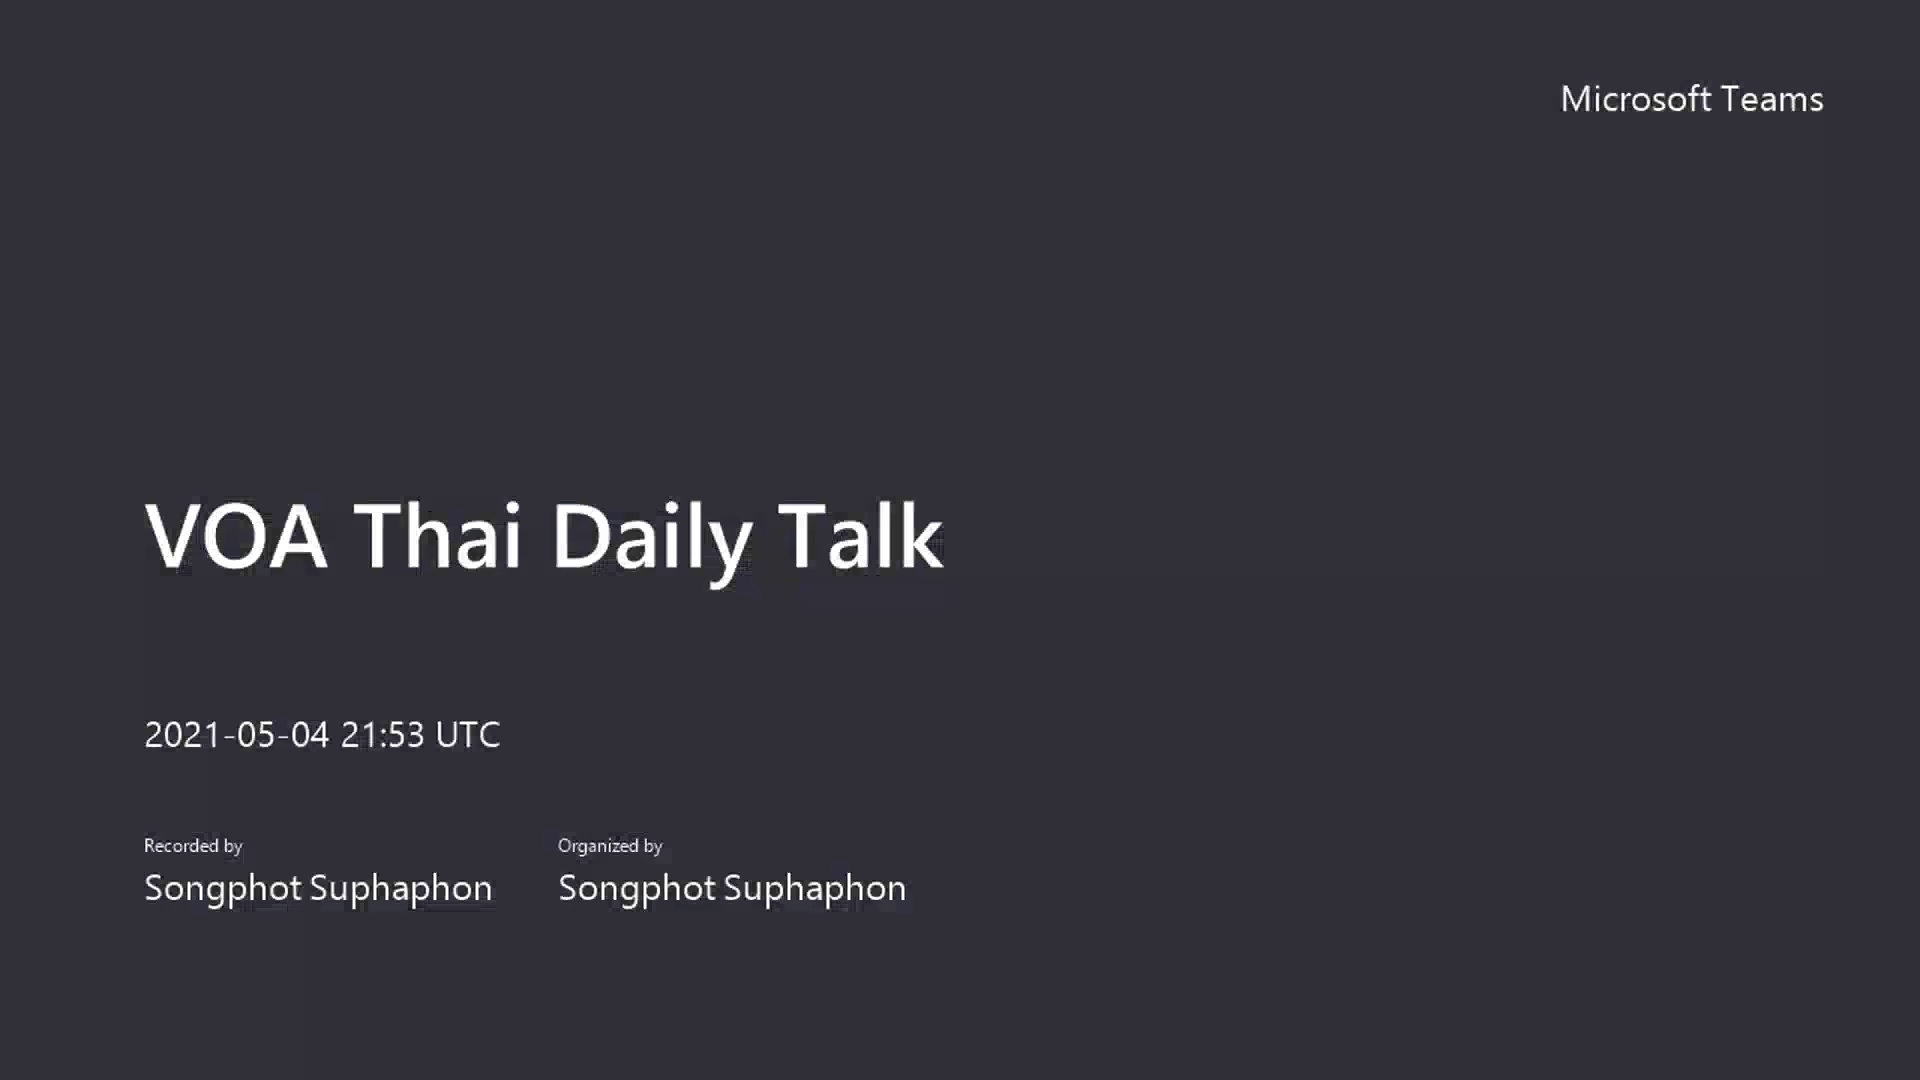 Microsoft Teams
VOA Thai Daily Talk
2021-05-04 21:53 UTC
Recorded by
Songphot Suphaphon
Organized by
Songphot Suphaphon